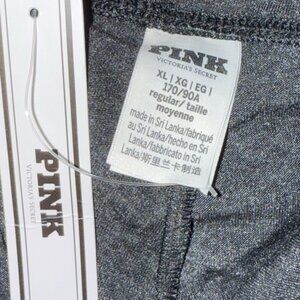 PINK
VICTORIA'S SECRET
XL | XG | EG |
170/90A
regular/taille
moyenne
made in Sri Lanka/fabriqué
au Sri Lanka/hecho en Sri
Lanka/fabbricato in Sri
Lanka/斯里兰卡制造
PINK
VICTORIA'S SECRET